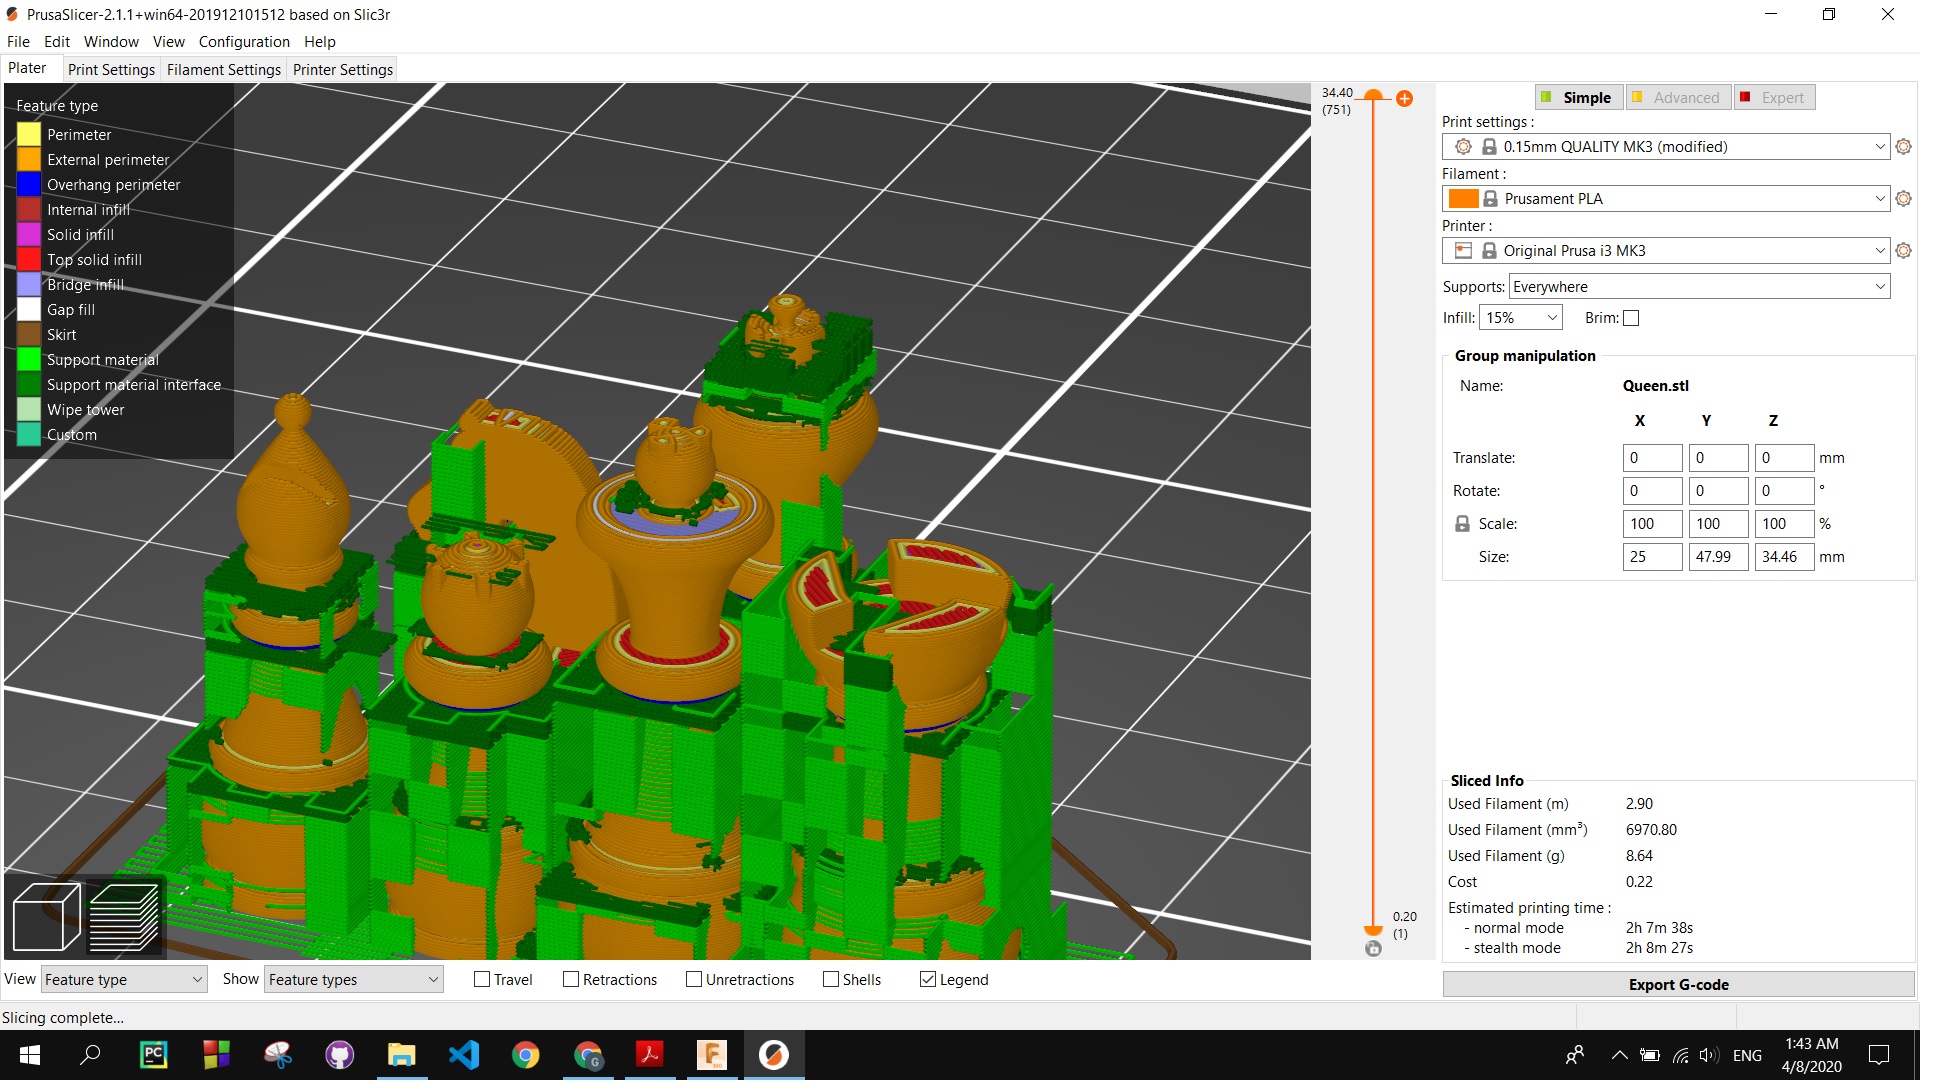 PrusaSlicer-2.1.1+win64-201912101512 based on Slic3r
File Edit Window View Configuration Help
Plater Print Settings Filament Settings Printer Settings
Feature type
Perimeter
External perimeter
Overhang perimeter
Internal infill
Solid infill
Top solid infill
Bridge infill
Gap fill
Skirt
Support material
Support material interface
Wipe tower
Custom
34.40
(751)
0.20
(1)
Simple Advanced Expert
Print settings :
0.15mm QUALITY MK3 (modified)
Filament :
Prusament PLA
Printer :
Original Prusa i3 MK3
Supports: Everywhere
Infill: 15% Brim:
Group manipulation
Name: Queen.stl
X Y Z
Translate: 0 0 0 mm
Rotate: 0 0 0 °
Scale: 100 100 100 %
Size: 25 47.99 34.46 mm
Sliced Info
Used Filament (m) 2.90
Used Filament (mm³) 6970.80
Used Filament (g) 8.64
Cost 0.22
Estimated printing time :
- normal mode 2h 7m 38s
- stealth mode 2h 8m 27s
Export G-code
View Feature type Show Feature types Travel Retractions Unretractions Shells Legend
Slicing complete...
PC
G
F
ENG
1:43 AM
4/8/2020